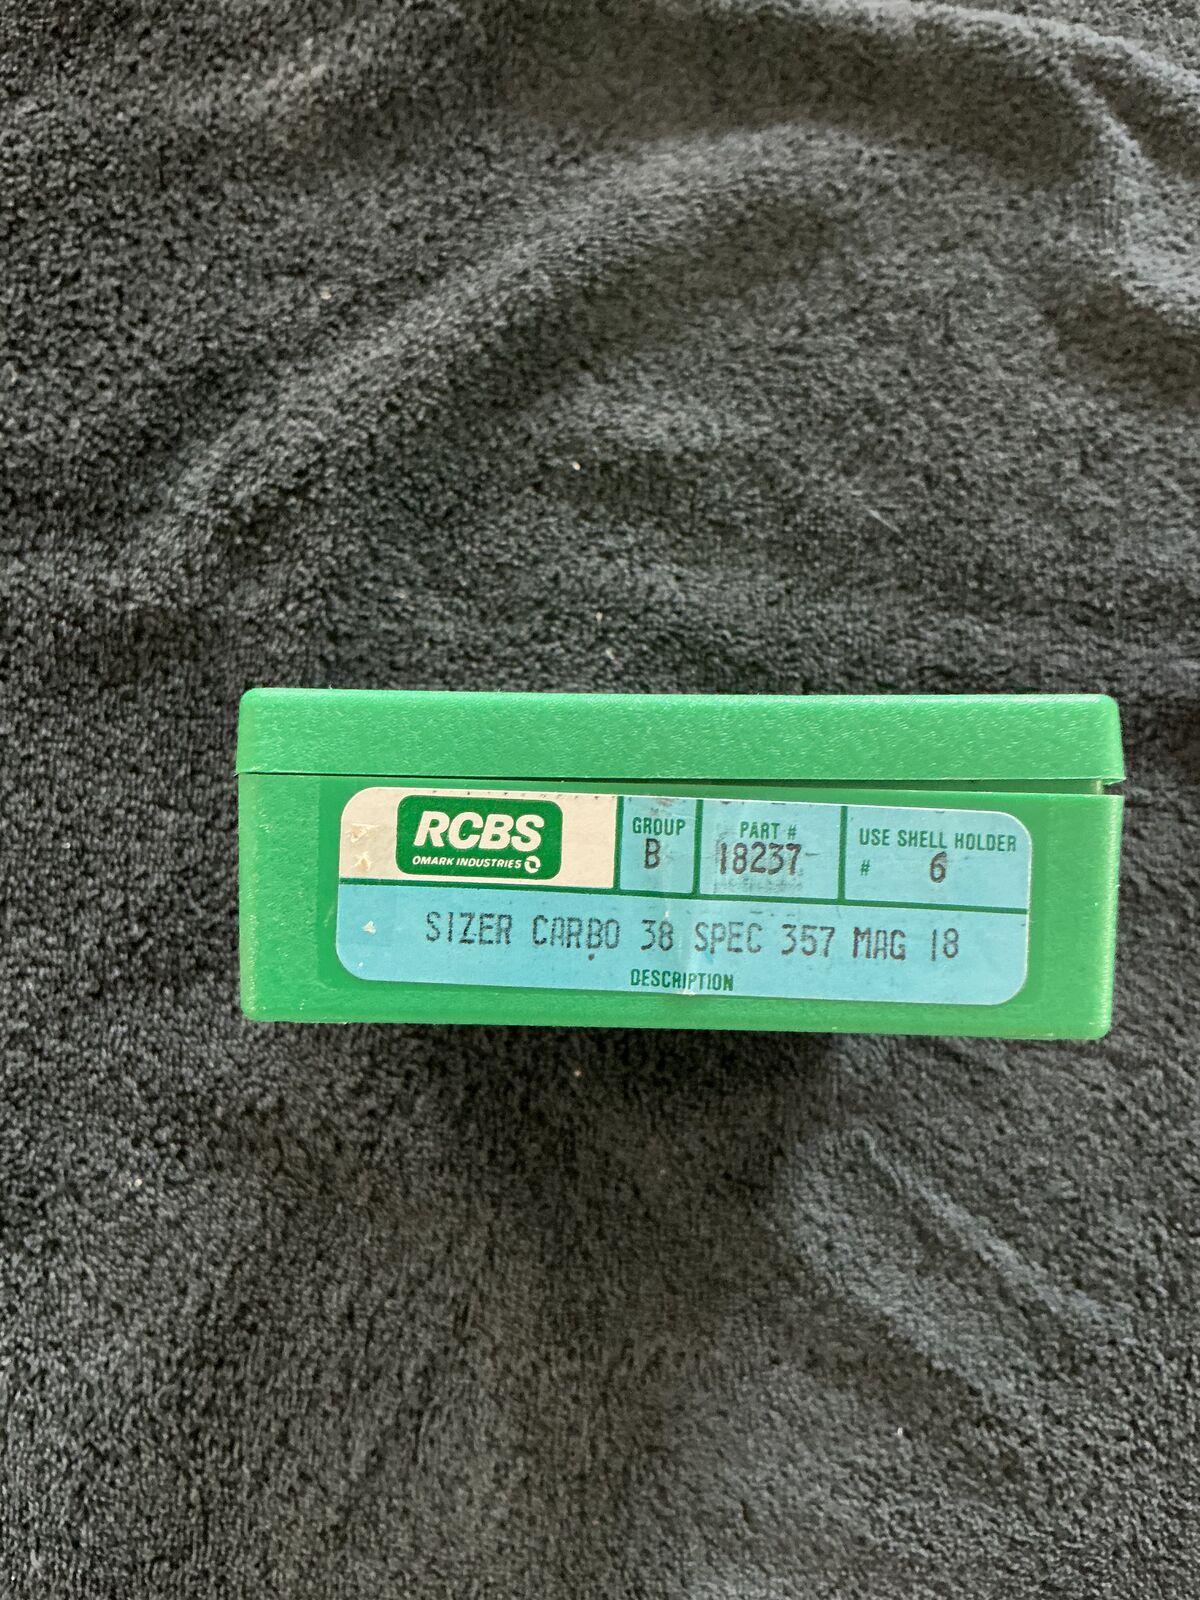 RCBS
OMARK INDUSTRIES
GROUP
B
PART #
18237
USE SHELL HOLDER
# 6
SIZER CARBO 38 SPEC 357 MAG 18
DESCRIPTION